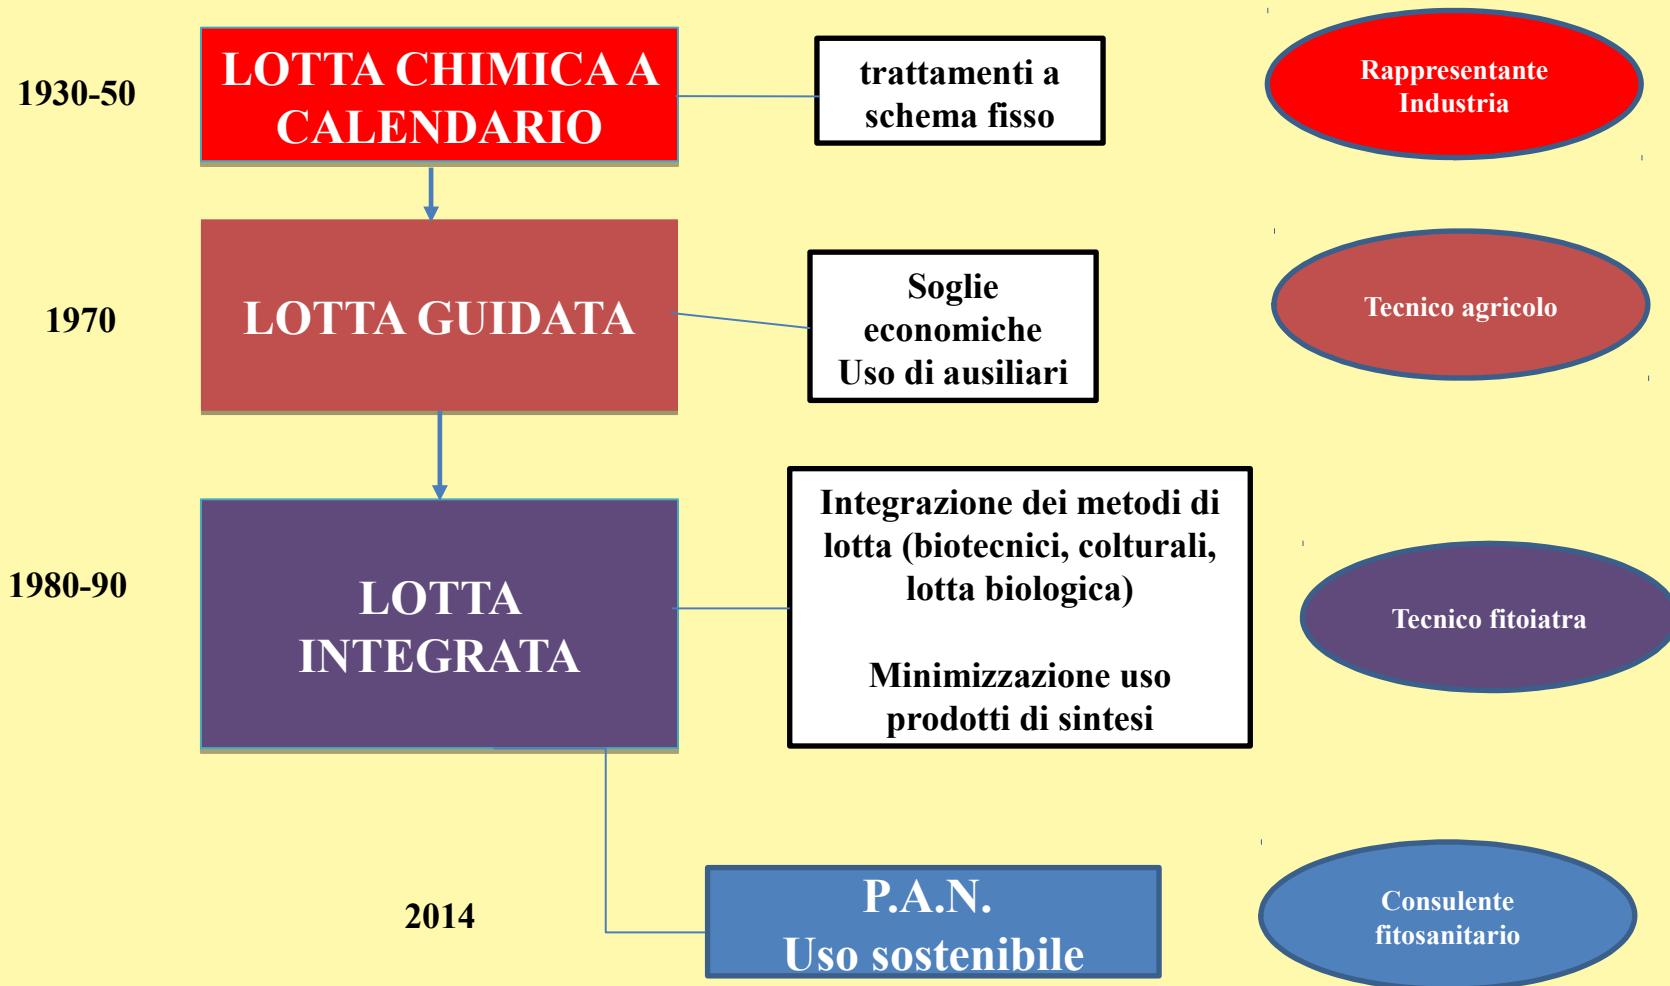 1930-50
LOTTA CHIMICA A
CALENDARIO
trattamenti a
schema fisso
Rappresentante
Industria
1970
LOTTA GUIDATA
Soglie
economiche
Uso di ausiliari
Tecnico agricolo
1980-90
LOTTA
INTEGRATA
Integrazione dei metodi di
lotta (biotecnici, colturali,
lotta biologica)
Minimizzazione uso
prodotti di sintesi
Tecnico fitoiatra
2014
P.A.N.
Uso sostenibile
Consulente
fitosanitario